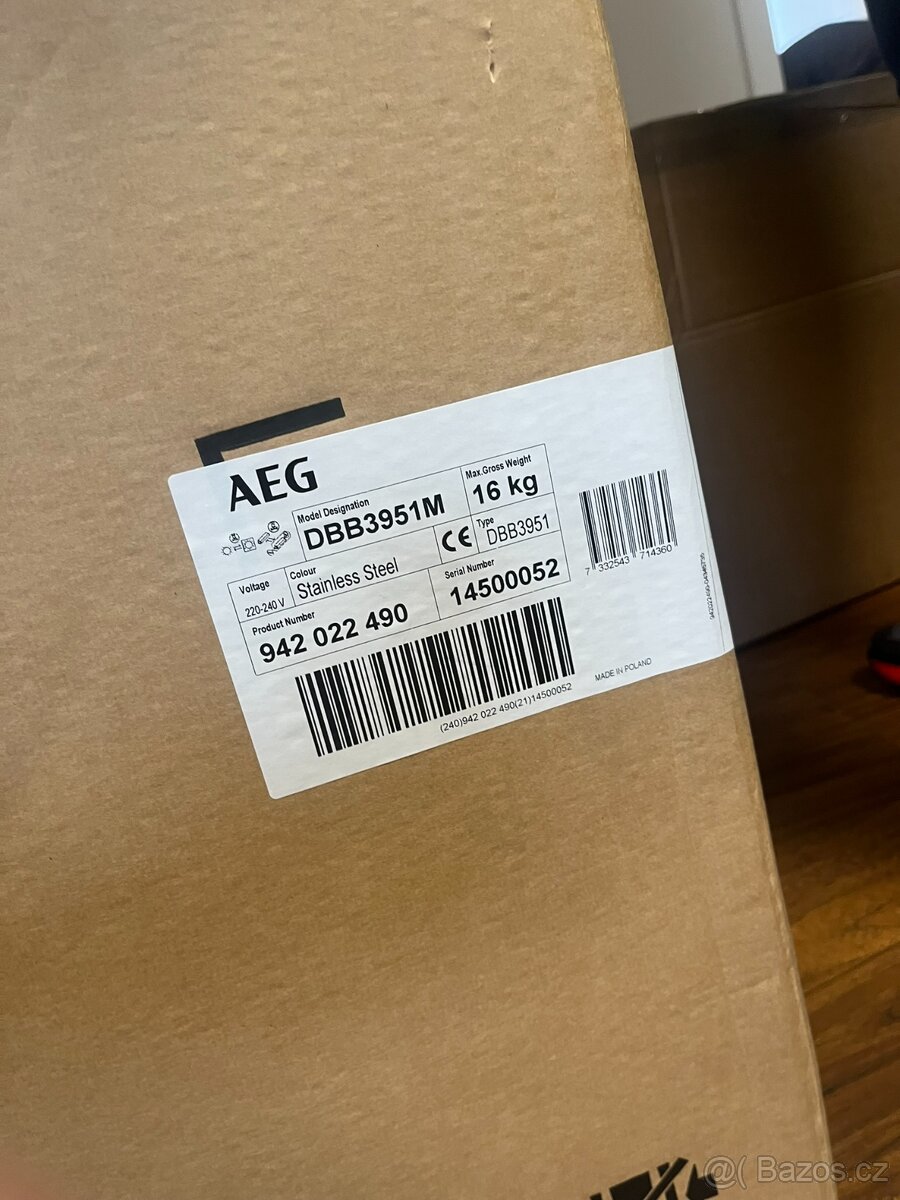 AEG
Model Designation
DBB3951M
Max.Gross Weight
16 kg
CE
Type
DBB3951
Voltage
220-240 V
Colour
Stainless Steel
Product Number
942 022 490
Serial Number
14500052
7 332543 714360
(240)942 022 490(21)14500052
MADE IN POLAND
@( Bazos.cz